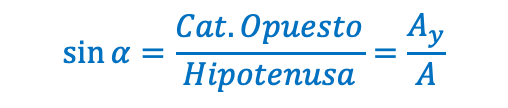 sin α = Cat. Opuesto / Hipotenusa = A_y / A